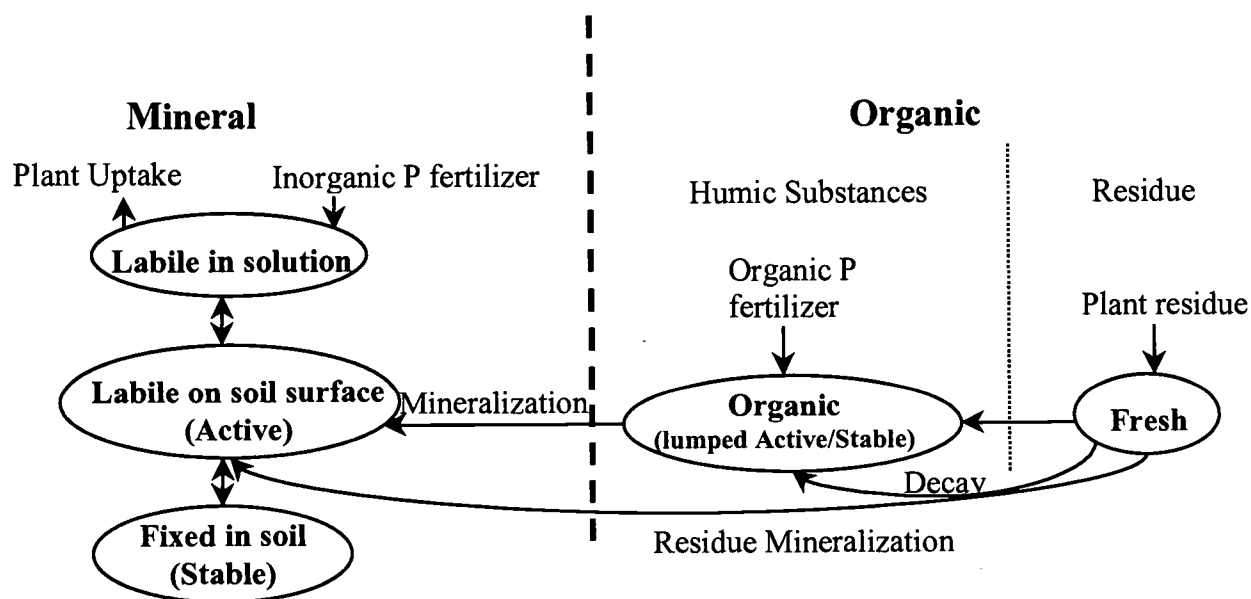 Mineral
Organic
Plant Uptake
Inorganic P fertilizer
Humic Substances
Residue
Labile in solution
Organic P
fertilizer
Plant residue
Labile on soil surface
(Active)
Mineralization
Organic
(lumped Active/Stable)
Fresh
Decay
Fixed in soil
(Stable)
Residue Mineralization